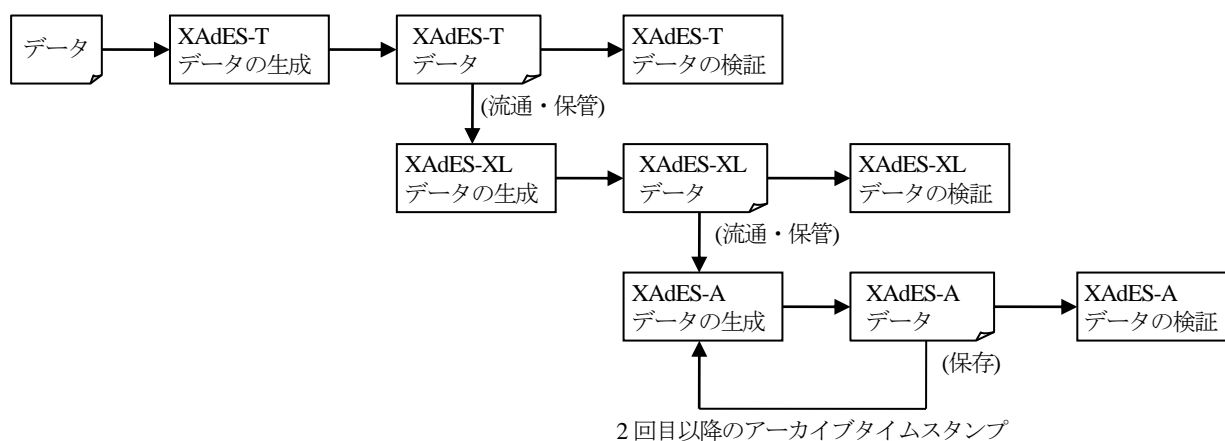 データ
XAdES-T
データの生成
XAdES-T
データ
XAdES-T
データの検証
(流通・保管)
XAdES-XL
データの生成
XAdES-XL
データ
XAdES-XL
データの検証
(流通・保管)
XAdES-A
データの生成
XAdES-A
データ
XAdES-A
データの検証
(保存)
2 回目以降のアーカイブタイムスタンプ